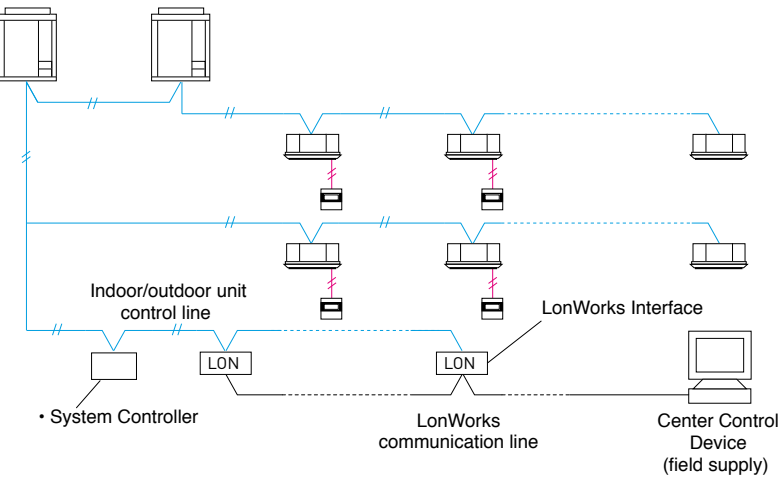 Indoor/outdoor unit
control line
LonWorks Interface
LON
LON
• System Controller
LonWorks
communication line
Center Control
Device
(field supply)